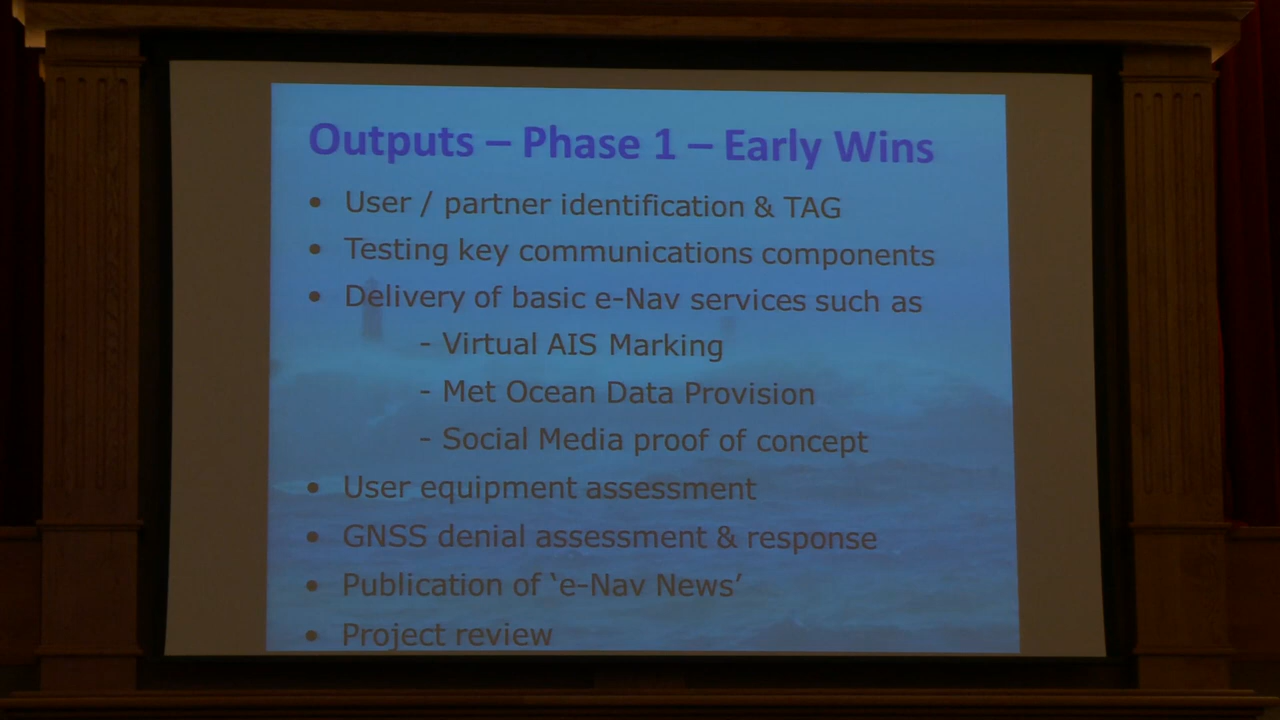 Outputs – Phase 1 – Early Wins
• User / partner identification & TAG
• Testing key communications components
• Delivery of basic e-Nav services such as
- Virtual AIS Marking
- Met Ocean Data Provision
- Social Media proof of concept
• User equipment assessment
• GNSS denial assessment & response
• Publication of ‘e-Nav News’
• Project review